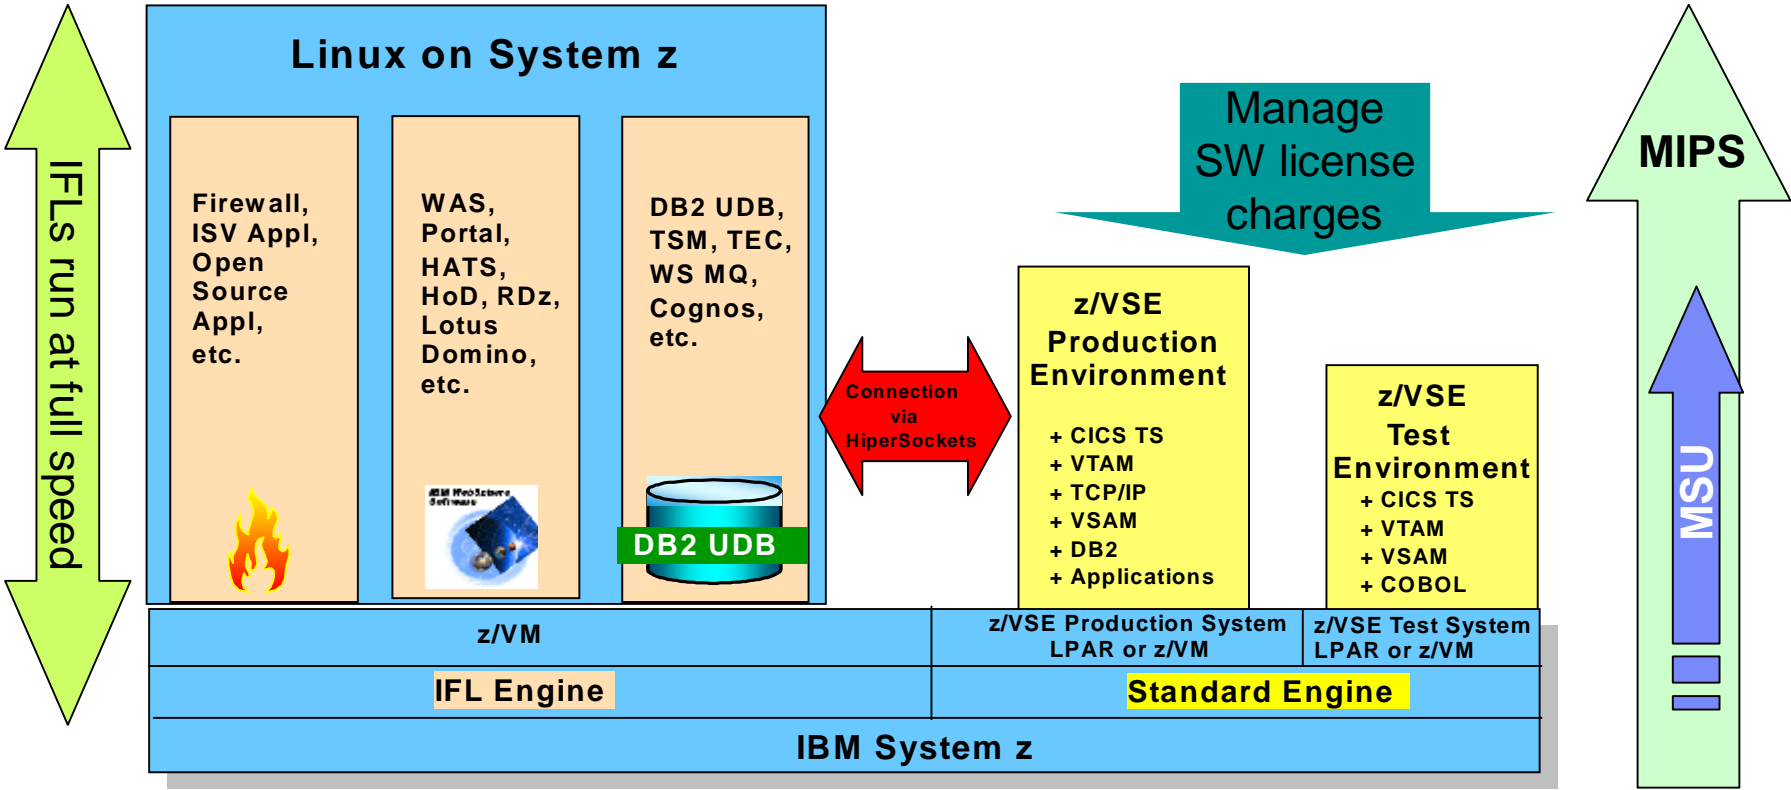 IFLs run at full speed
Linux on System z
Firewall,
ISV Appl,
Open
Source
Appl,
etc.
WAS,
Portal,
HATS,
HoD, RDz,
Lotus
Domino,
etc.
IBM WebSphere
Software
DB2 UDB,
TSM, TEC,
WS MQ,
Cognos,
etc.
DB2 UDB
Connection
via
HiperSockets
Manage
SW license
charges
z/VSE
Production
Environment
+ CICS TS
+ VTAM
+ TCP/IP
+ VSAM
+ DB2
+ Applications
z/VSE
Test
Environment
+ CICS TS
+ VTAM
+ VSAM
+ COBOL
MIPS
MSU
z/VM
z/VSE Production System
LPAR or z/VM
z/VSE Test System
LPAR or z/VM
IFL Engine
Standard Engine
IBM System z